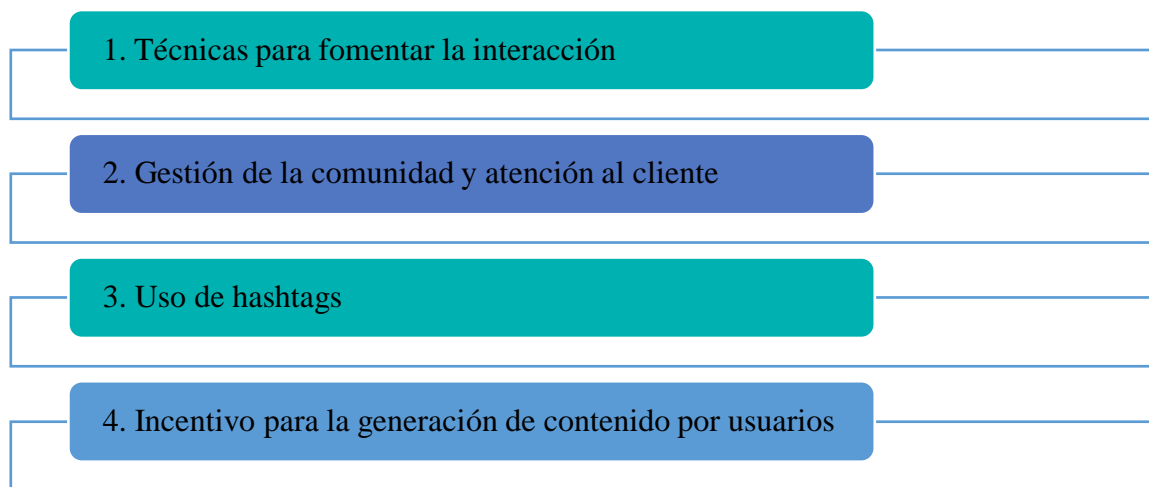 1. Técnicas para fomentar la interacción
2. Gestión de la comunidad y atención al cliente
3. Uso de hashtags
4. Incentivo para la generación de contenido por usuarios